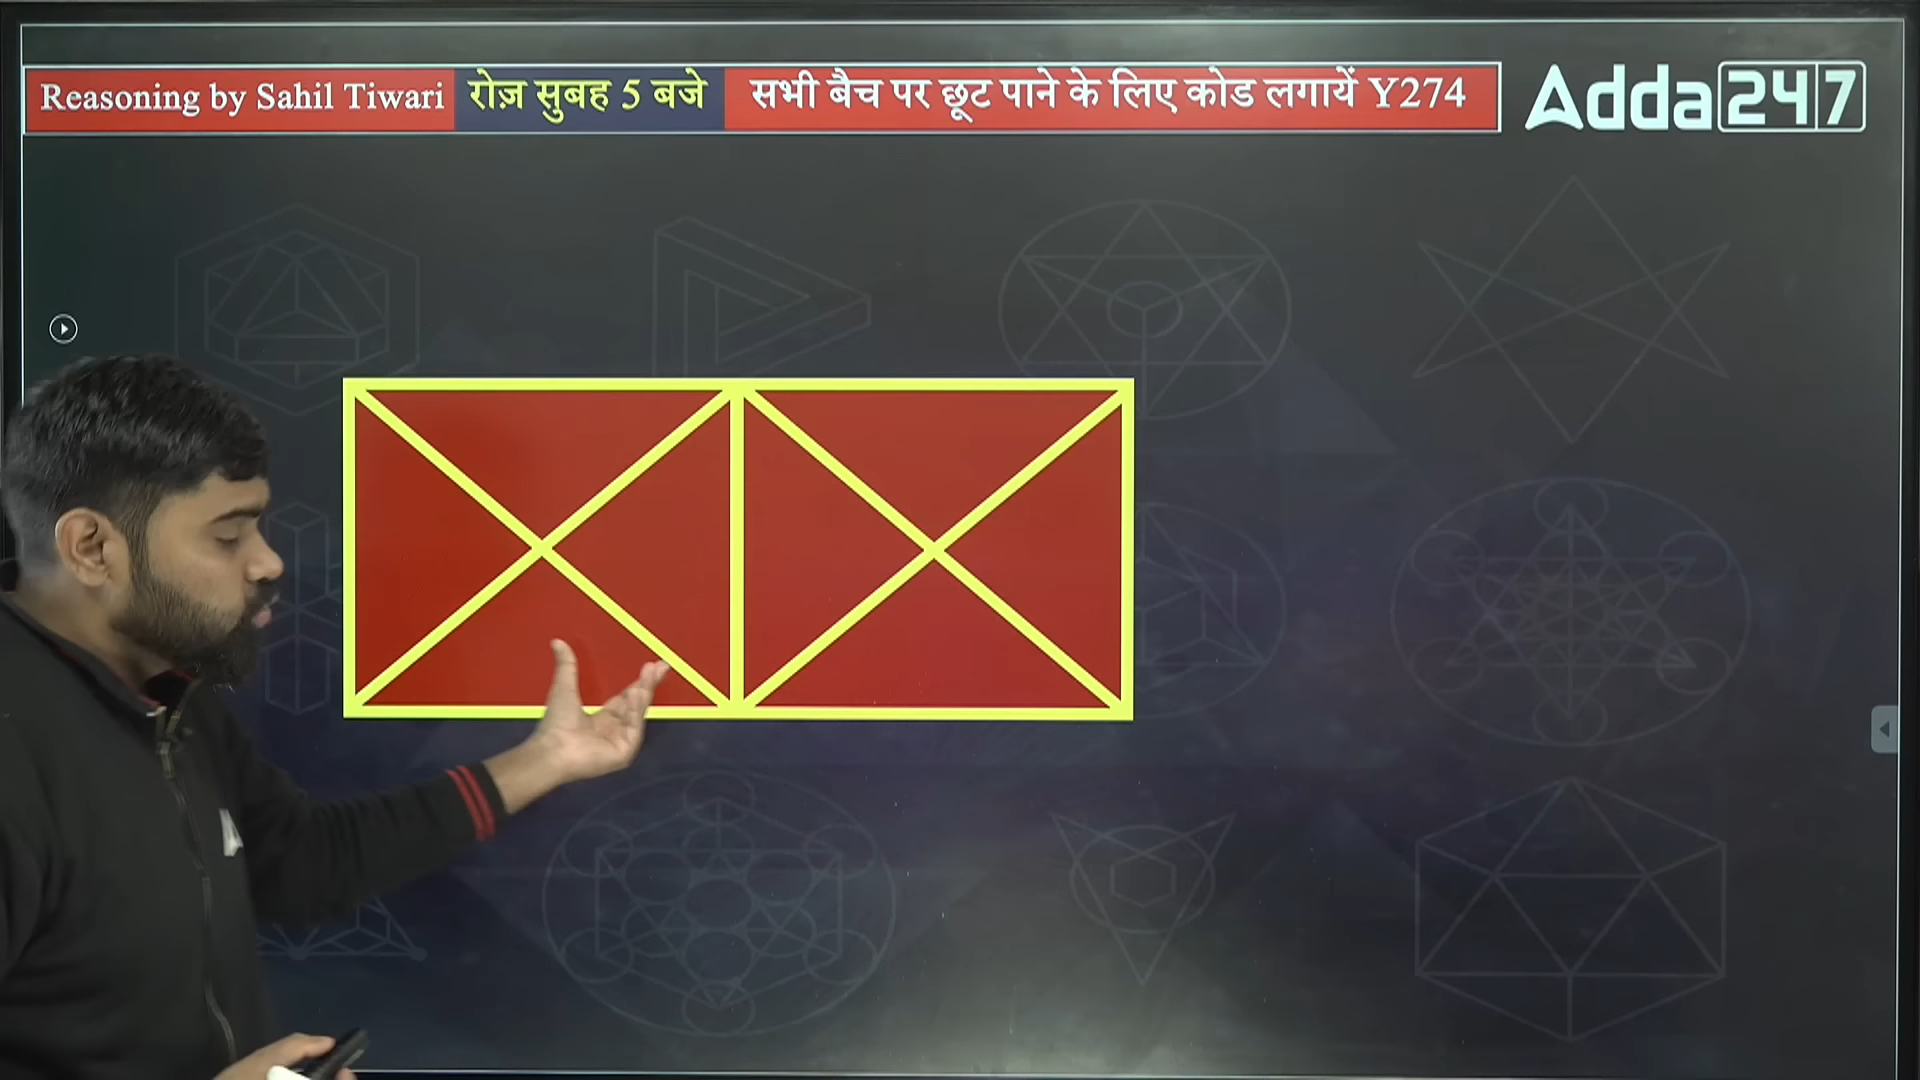 Reasoning by Sahil Tiwari रोज़ सुबह 5 बजे सभी बैच पर छूट पाने के लिए कोड लगायें Y274 Adda247